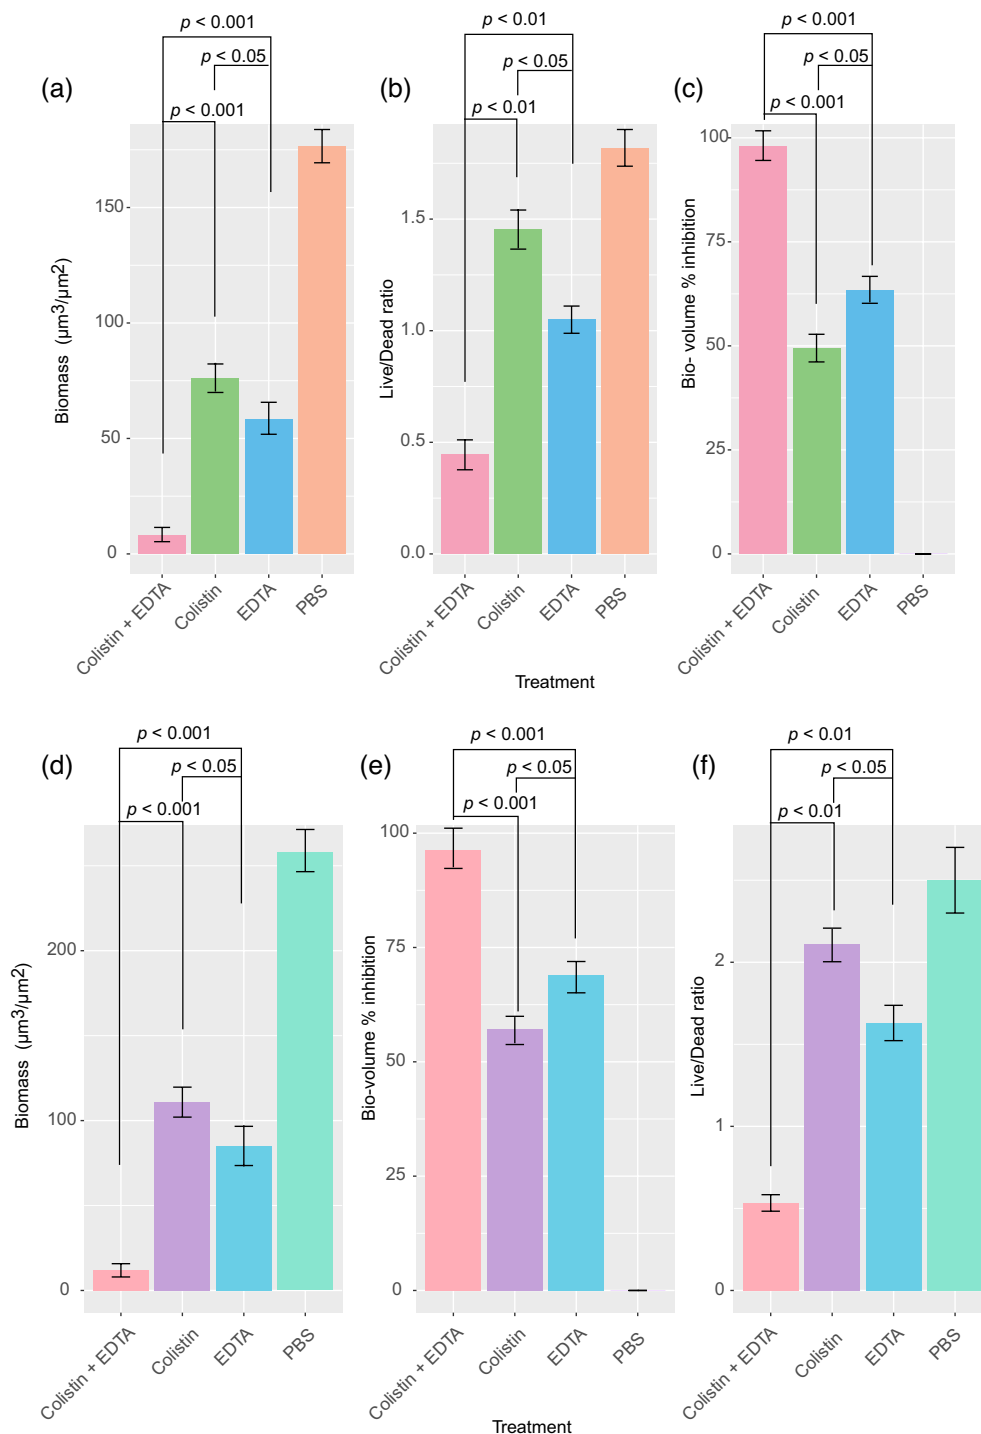 p < 0.001
p < 0.05
p < 0.001
(a)
Biomass (µm3/µm2)
150
100
50
0
Colistin + EDTA
Colistin
EDTA
PBS
p < 0.01
p < 0.05
p < 0.01
(b)
Live/Dead ratio
1.5
1.0
0.5
0.0
Colistin + EDTA
Colistin
EDTA
PBS
p < 0.001
p < 0.05
p < 0.001
(c)
Bio- volume % inhibition
100
75
50
25
0
Colistin + EDTA
Colistin
EDTA
PBS
Treatment
p < 0.001
p < 0.05
p < 0.001
(d)
Biomass (µm3/µm2)
200
100
0
Colistin + EDTA
Colistin
EDTA
PBS
p < 0.001
p < 0.05
p < 0.001
(e)
Bio-volume % inhibition
100
75
50
25
0
Colistin + EDTA
Colistin
EDTA
PBS
p < 0.01
p < 0.05
p < 0.01
(f)
Live/Dead ratio
2
1
0
Colistin + EDTA
Colistin
EDTA
PBS
Treatment